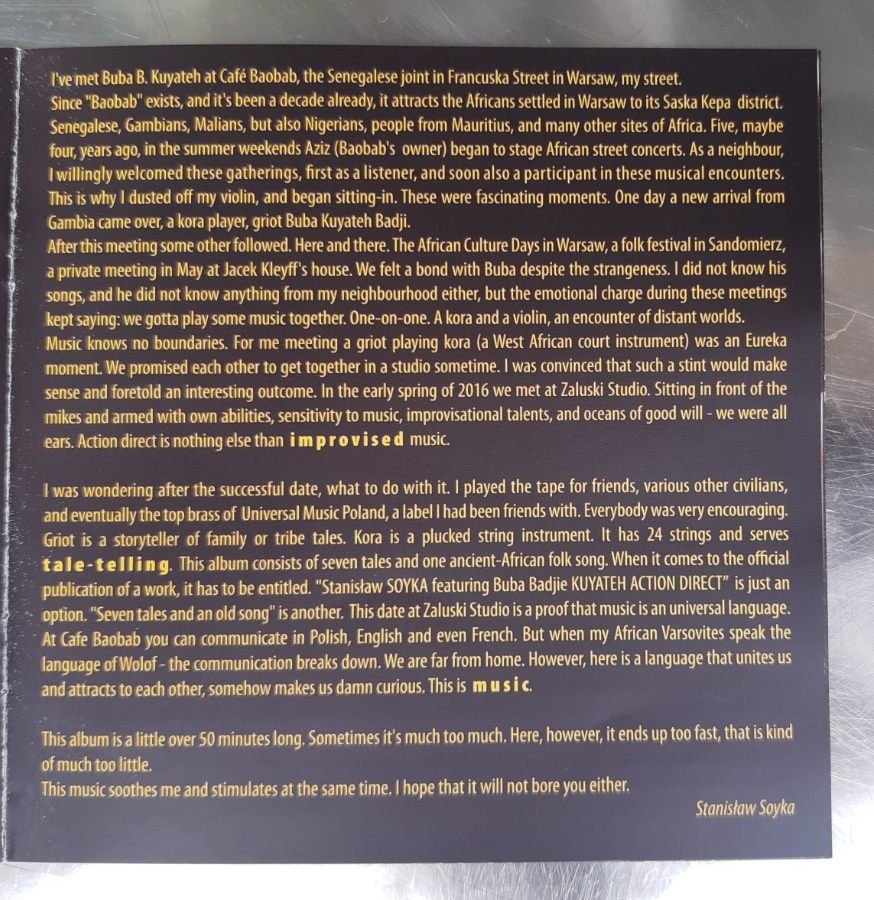 I've met Buba B. Kuyateh at Café Baobab, the Senegalese joint in Francuska Street in Warsaw, my street.
Since "Baobab" exists, and it's been a decade already, it attracts the Africans settled in Warsaw to its Saska Kepa district.
Senegalese, Gambians, Malians, but also Nigerians, people from Mauritius, and many other sites of Africa. Five, maybe
four, years ago, in the summer weekends Aziz (Baobab's owner) began to stage African street concerts. As a neighbour,
I willingly welcomed these gatherings, first as a listener, and soon also a participant in these musical encounters.
This is why I dusted off my violin, and began sitting-in. These were fascinating moments. One day a new arrival from
Gambia came over, a kora player, griot Buba Kuyateh Badji.
After this meeting some other followed. Here and there. The African Culture Days in Warsaw, a folk festival in Sandomierz,
a private meeting in May at Jacek Kleyff's house. We felt a bond with Buba despite the strangeness. I did not know his
songs, and he did not know anything from my neighbourhood either, but the emotional charge during these meetings
kept saying: we gotta play some music together. One-on-one. A kora and a violin, an encounter of distant worlds.
Music knows no boundaries. For me meeting a griot playing kora (a West African court instrument) was an Eureka
moment. We promised each other to get together in a studio sometime. I was convinced that such a stint would make
sense and foretold an interesting outcome. In the early spring of 2016 we met at Zaluski Studio. Sitting in front of the
mikes and armed with own abilities, sensitivity to music, improvisational talents, and oceans of good will - we were all
ears. Action direct is nothing else than improvised music.
I was wondering after the successful date, what to do with it. I played the tape for friends, various other civilians,
and eventually the top brass of Universal Music Poland, a label I had been friends with. Everybody was very encouraging.
Griot is a storyteller of family or tribe tales. Kora is a plucked string instrument. It has 24 strings and serves
tale-telling. This album consists of seven tales and one ancient-African folk song. When it comes to the official
publication of a work, it has to be entitled. "Stanisław SOYKA featuring Buba Badjie KUYATEH ACTION DIRECT" is just an
option. "Seven tales and an old song" is another. This date at Zaluski Studio is a proof that music is an universal language.
At Cafe Baobab you can communicate in Polish, English and even French. But when my African Varsovites speak the
language of Wolof - the communication breaks down. We are far from home. However, here is a language that unites us
and attracts to each other, somehow makes us damn curious. This is music.
This album is a little over 50 minutes long. Sometimes it's much too much. Here, however, it ends up too fast, that is kind
of much too little.
This music soothes me and stimulates at the same time. I hope that it will not bore you either.
Stanisław Soyka